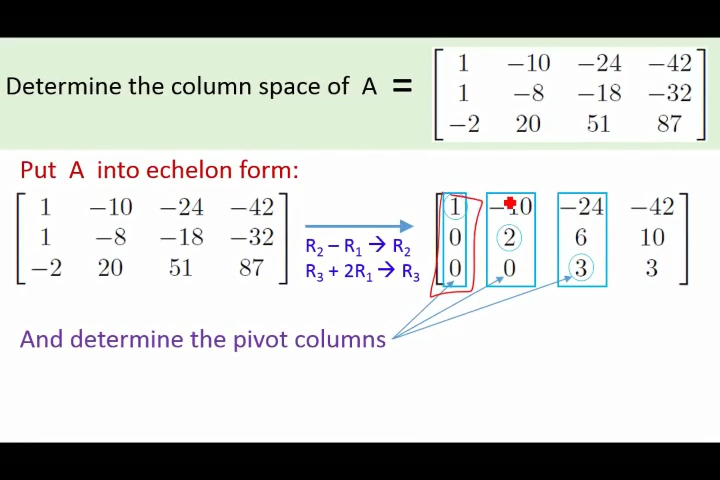 Determine the column space of A = [1 −10 −24 −42
1 −8 −18 −32
−2 20 51 87]
Put A into echelon form:
[1 −10 −24 −42
1 −8 −18 −32
−2 20 51 87]
R₂ – R₁ → R₂
R₃ + 2R₁ → R₃
[1 −10 −24 −42
0 2 6 10
0 0 3 3]
And determine the pivot columns